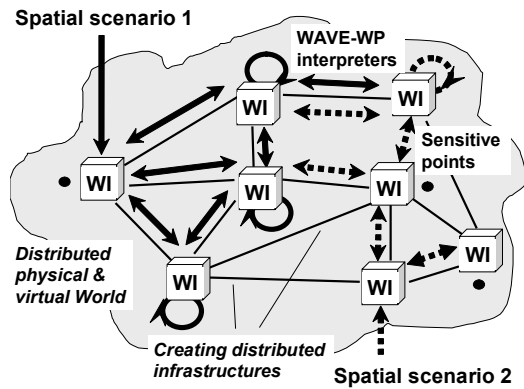 Spatial scenario 1
WAVE-WP
interpreters
WI
WI
Sensitive
points
WI
WI
WI
Distributed
physical &
virtual World
WI
WI
WI
Creating distributed
infrastructures
Spatial scenario 2